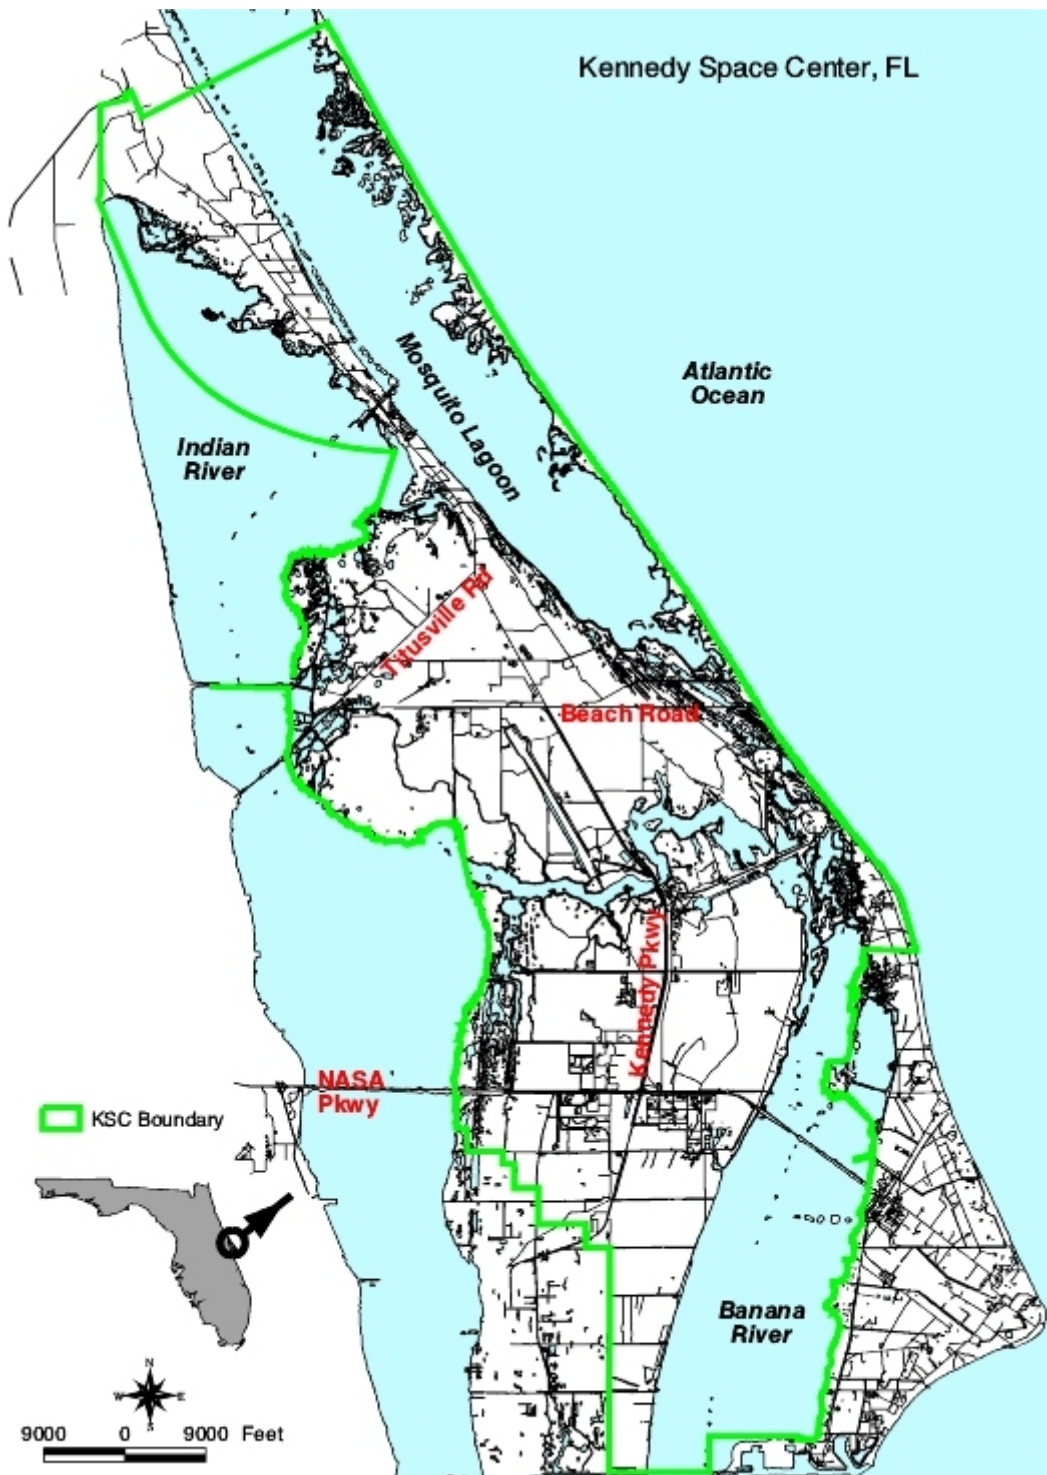 Kennedy Space Center, FL
Atlantic
Ocean
Mosquito Lagoon
Indian
River
Titusville Rd
Beach Road
Kennedy Pkwy
NASA
Pkwy
KSC Boundary
Banana
River
N
W E
S
9000 0 9000 Feet